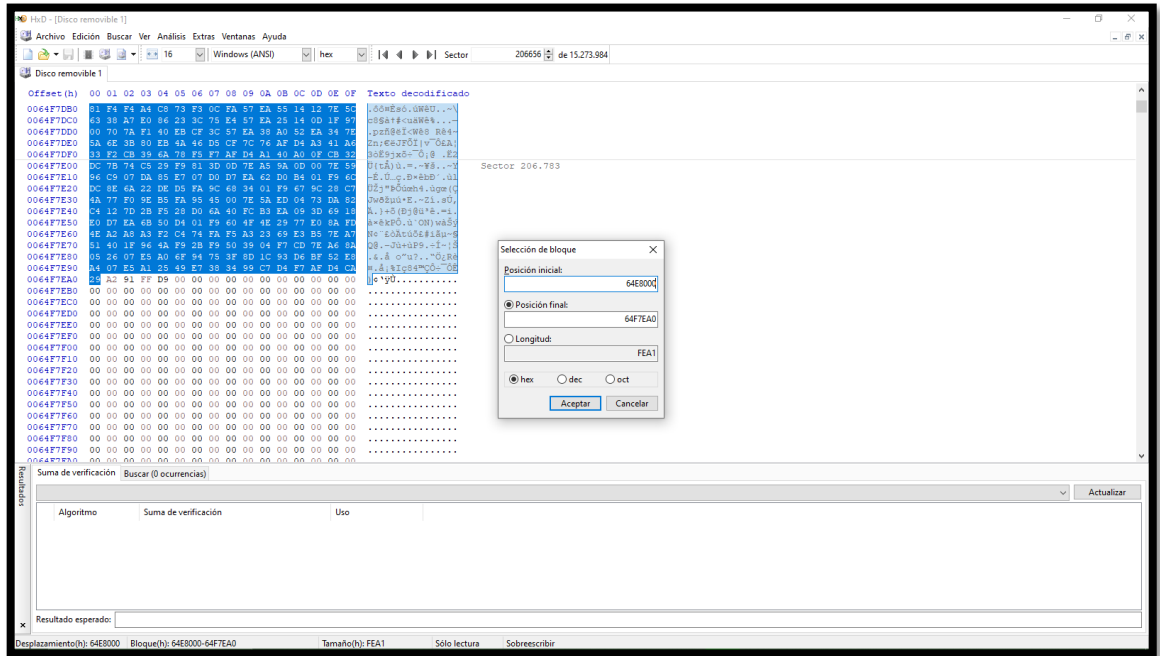 HxD - [Disco removible 1]
Archivo Edición Buscar Ver Análisis Extras Ventanas Ayuda
16 Windows (ANSI) hex Sector 206656 de 15.273.984
Disco removible 1
Offset(h) 00 01 02 03 04 05 06 07 08 09 0A 0B 0C 0D 0E 0F Texto decodificado
0064F7DB0 81 F4 F4 A4 C8 73 F3 0C FA 57 EA 55 14 12 7E 5C
0064F7DC0 63 38 A7 E0 86 23 3C 75 E4 57 EA 25 14 0D 1F 97
0064F7DD0 00 70 7A F1 40 EB CF 3C 57 EA 38 A0 52 EA 34 7E
0064F7DE0 5A 6E 3B 80 EB 4A 46 D5 CF 7C 76 AF D4 A3 41 A6
0064F7DF0 33 F2 CB 39 6A 78 F5 F7 AF D4 A1 40 A0 0F CB 32
0064F7E00 DC 7B 74 C5 29 F9 81 3D 0D 7E A5 9A 0D 00 7E 59 Sector 206.783
0064F7E10 96 C9 07 DA 85 E7 07 D0 D7 EA 62 D0 B4 01 F9 6C
0064F7E20 DC 8E 6A 22 DE D5 FA 9C 68 34 01 F9 67 9C 28 C7
0064F7E30 4A 77 F0 9E B5 FA 95 45 00 7E 5A ED 04 73 DA 82
0064F7E40 C4 12 7D 2B F5 28 D0 6A 40 FC B3 EA 09 3D 69 18
0064F7E50 E0 D7 EA 6B 50 D4 01 F9 60 4F 4E 29 77 E0 8A FD
0064F7E60 4E A2 A8 A3 F2 C4 74 FA F5 A3 23 69 E3 B5 7E A7
0064F7E70 51 40 1F 96 4A F9 2B F9 50 39 04 F7 CD 7E A6 8A
0064F7E80 05 26 07 E5 A0 6F 94 75 3F 8D 1C 93 D6 BF 52 E8
0064F7E90 A4 07 E5 A1 25 49 E7 38 34 99 C7 D4 F7 AF D4 CA
0064F7EA0 29 A2 91 FF D9 00 00 00 00 00 00 00 00 00 00 00 )¢‘ÿÙ...........
0064F7EB0 00 00 00 00 00 00 00 00 00 00 00 00 00 00 00 00 ................
0064F7EC0 00 00 00 00 00 00 00 00 00 00 00 00 00 00 00 00 ................
0064F7ED0 00 00 00 00 00 00 00 00 00 00 00 00 00 00 00 00 ................
0064F7EE0 00 00 00 00 00 00 00 00 00 00 00 00 00 00 00 00 ................
0064F7EF0 00 00 00 00 00 00 00 00 00 00 00 00 00 00 00 00 ................
0064F7F10 00 00 00 00 00 00 00 00 00 00 00 00 00 00 00 00 ................
0064F7F20 00 00 00 00 00 00 00 00 00 00 00 00 00 00 00 00 ................
0064F7F30 00 00 00 00 00 00 00 00 00 00 00 00 00 00 00 00 ................
0064F7F40 00 00 00 00 00 00 00 00 00 00 00 00 00 00 00 00 ................
0064F7F50 00 00 00 00 00 00 00 00 00 00 00 00 00 00 00 00 ................
0064F7F60 00 00 00 00 00 00 00 00 00 00 00 00 00 00 00 00 ................
0064F7F70 00 00 00 00 00 00 00 00 00 00 00 00 00 00 00 00 ................
0064F7F80 00 00 00 00 00 00 00 00 00 00 00 00 00 00 00 00 ................
0064F7F90 00 00 00 00 00 00 00 00 00 00 00 00 00 00 00 00 ................
Selección de bloque
Posición inicial:
64E8000
Posición final:
64F7EA0
Longitud:
FEA1
hex dec oct
Aceptar Cancelar
Resultados
Suma de verificación Buscar (0 ocurrencias)
Actualizar
Algoritmo Suma de verificación Uso
Resultado esperado:
Desplazamiento(h): 64E8000 Bloque(h): 64E8000-64F7EA0 Tamaño(h): FEA1 Sólo lectura Sobreescribir